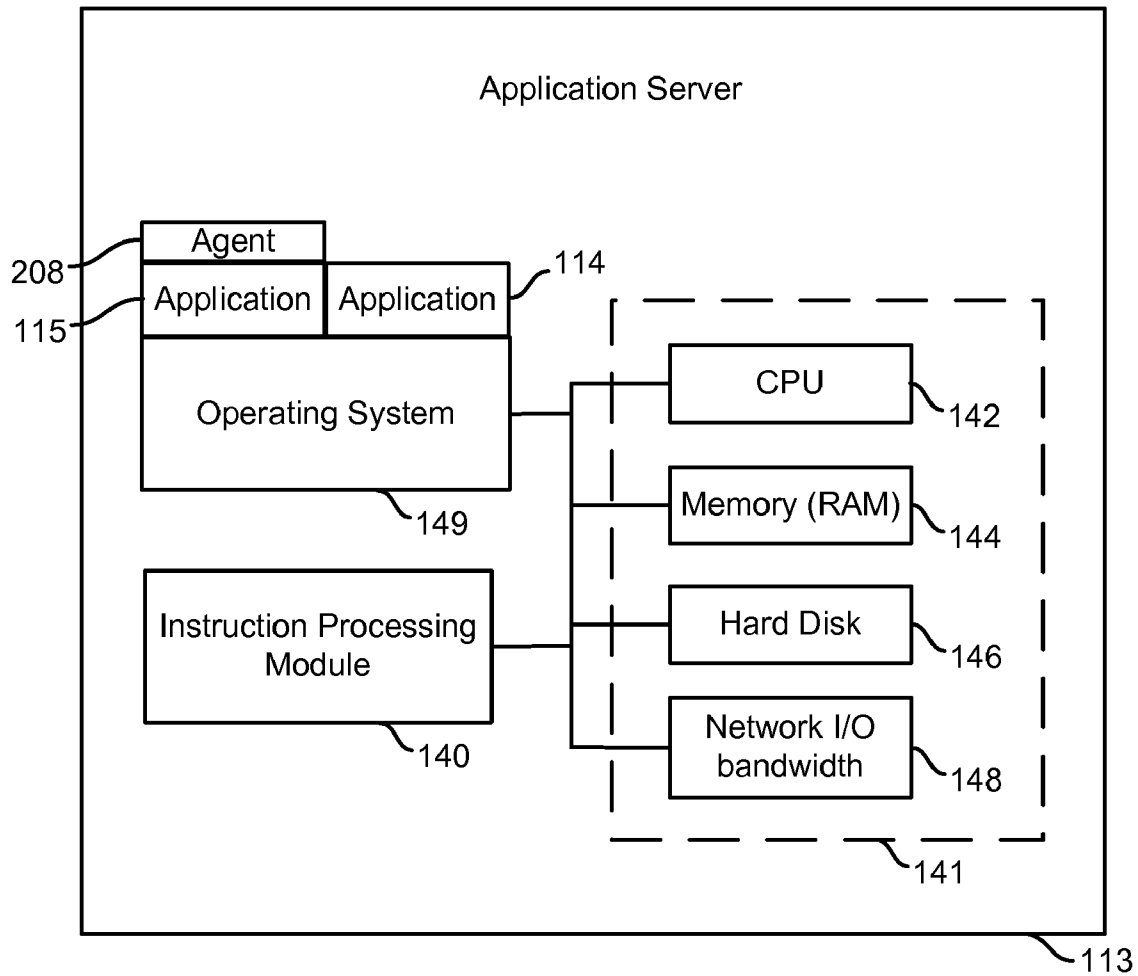 Application Server
Agent
208
Application
Application
114
115
Operating System
149
CPU
142
Memory (RAM)
144
Instruction Processing
Module
140
Hard Disk
146
Network I/O
bandwidth
148
141
113